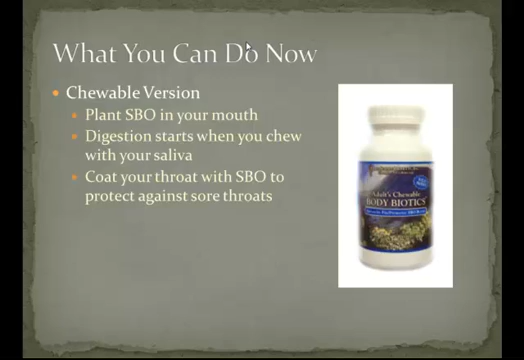 What You Can Do Now
Chewable Version
Plant SBO in your mouth
Digestion starts when you chew
with your saliva
Coat your throat with SBO to
protect against sore throats
Adult's Chewable
BODY BIOTICS